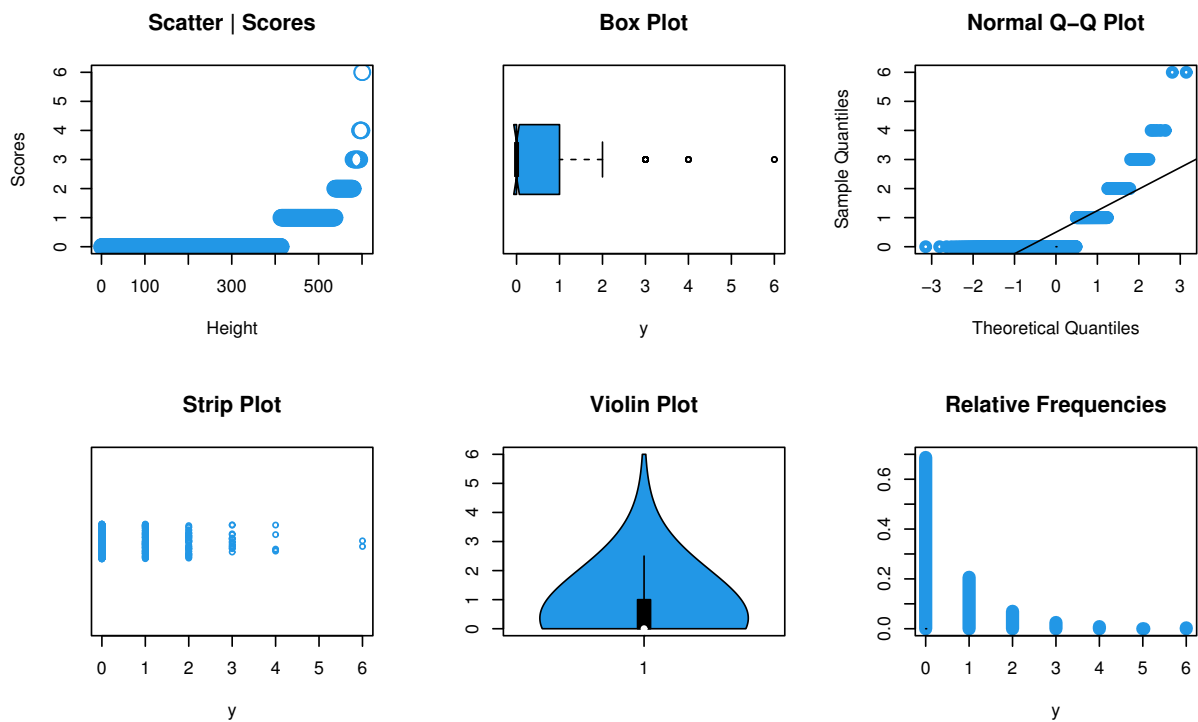 Scatter | Scores
Scores
0 1 2 3 4 5 6
0 100 300 500
Height
Box Plot
0 1 2 3 4 5 6
y
Normal Q−Q Plot
Sample Quantiles
0 1 2 3 4 5 6
−3 −2 −1 0 1 2 3
Theoretical Quantiles
Strip Plot
0 1 2 3 4 5 6
y
Violin Plot
0 1 2 3 4 5 6
1
Relative Frequencies
0.0 0.2 0.4 0.6
0 1 2 3 4 5 6
y